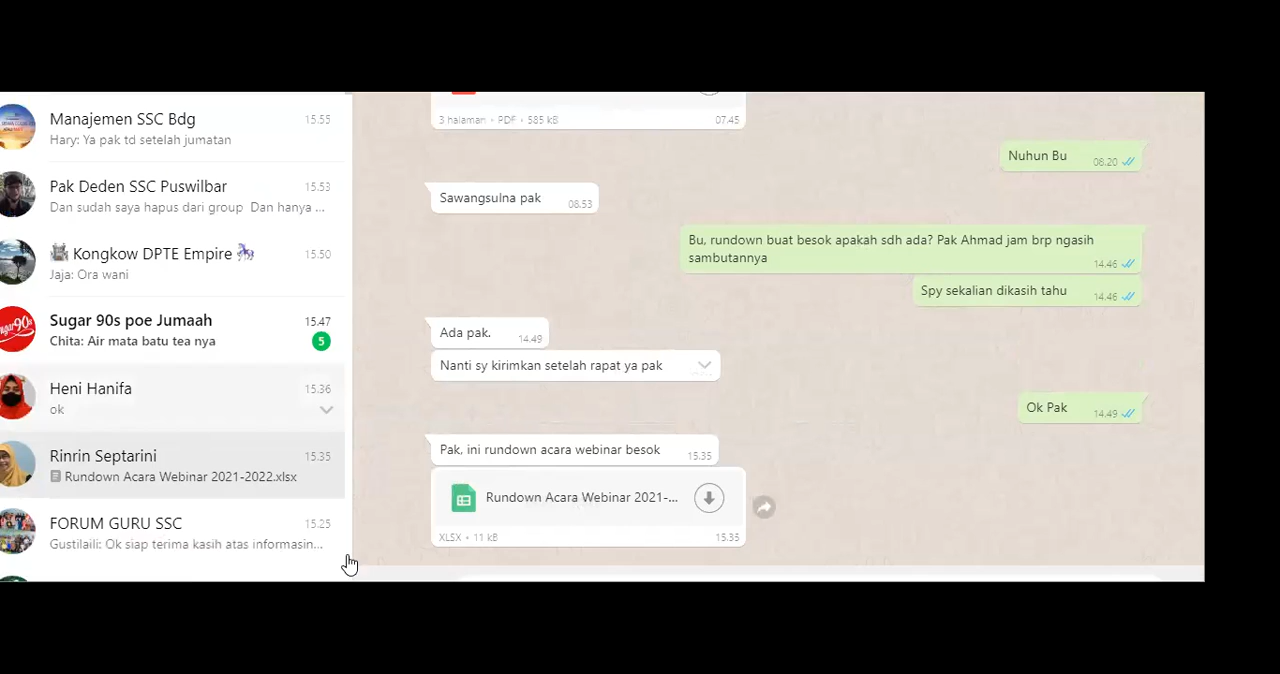 Manajemen SSC Bdg 15.55
Hary: Ya pak td setelah jumatan
Pak Deden SSC Puswilbar 15.53
Dan sudah saya hapus dari group Dan hanya ...
Kongkow DPTE Empire 15.50
Jaja: Ora wani
Sugar 90s poe Jumaah 15.47
Chita: Air mata batu tea nya 5
Heni Hanifa 15.36
ok
Rinrin Septarini 15.35
Rundown Acara Webinar 2021-2022.xlsx
FORUM GURU SSC 15.25
Gustilaili: Ok siap terima kasih atas informasin...
3 halaman • PDF • 585 kB 07.45
Nuhun Bu 08.20
Sawangsulna pak 08.53
Bu, rundown buat besok apakah sdh ada? Pak Ahmad jam brp ngasih
sambutannya 14.46
Spy sekalian dikasih tahu 14.46
Ada pak. 14.49
Nanti sy kirimkan setelah rapat ya pak
Ok Pak 14.49
Pak, ini rundown acara webinar besok 15.35
Rundown Acara Webinar 2021-...
XLSX • 11 kB 15.35